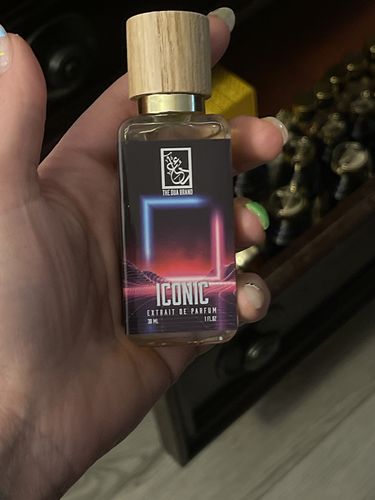 THE DUA BRAND
ICONIC
EXTRAIT DE PARFUM
30 ML 1 FL OZ